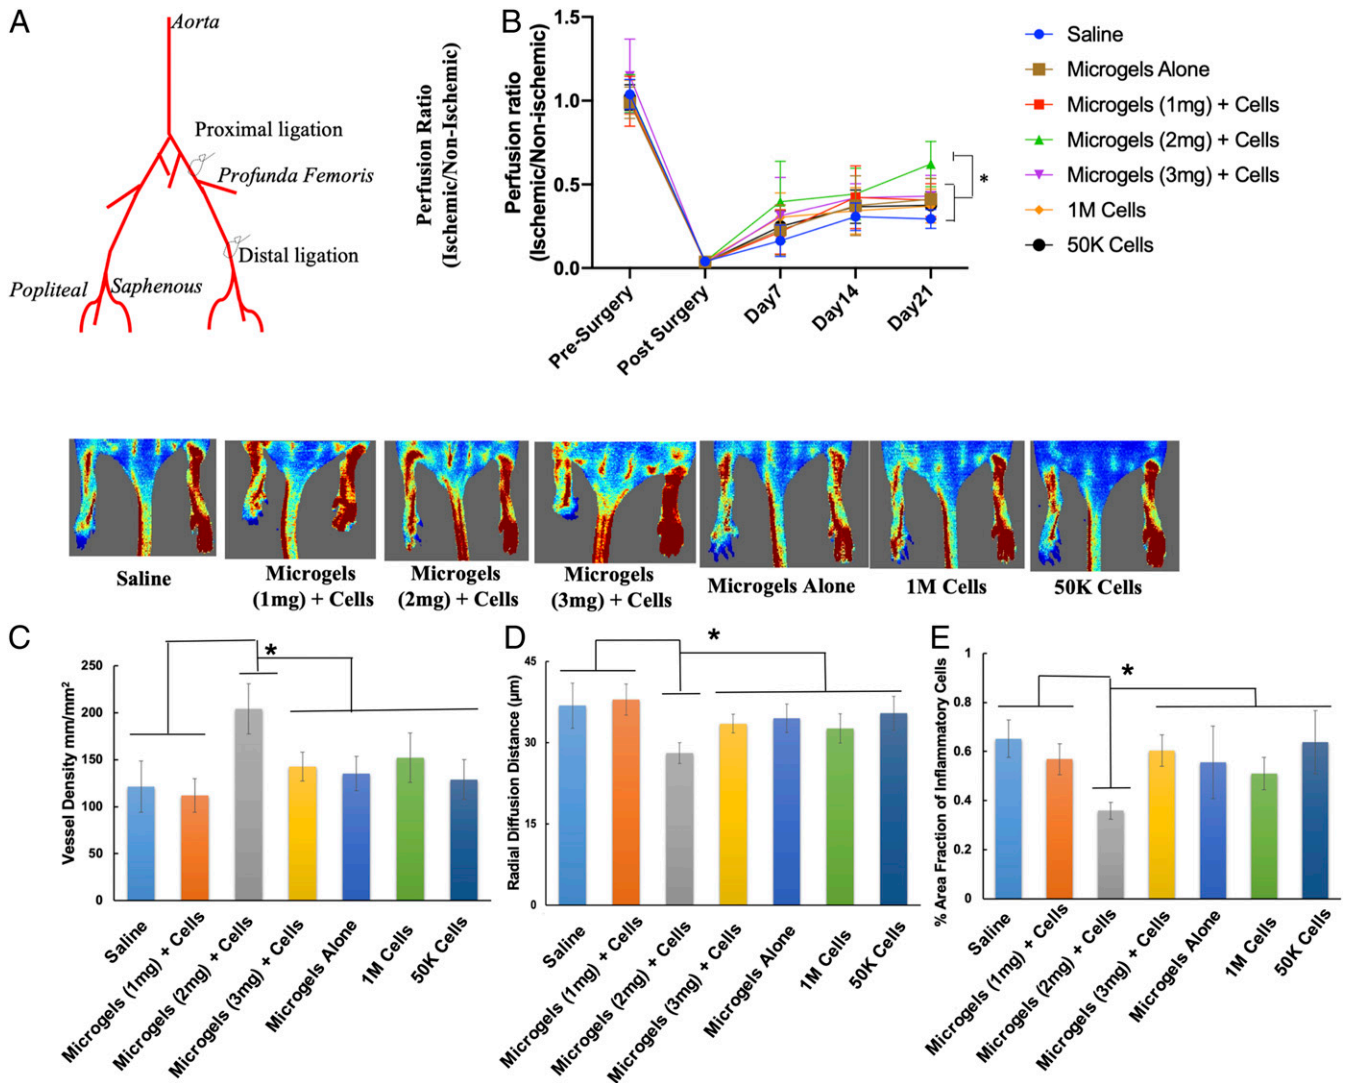 A
Aorta
Proximal ligation
Profunda Femoris
Distal ligation
Popliteal
Saphenous
Perfusion Ratio
(Ischemic/Non-Ischemic)
B
Perfusion ratio
(Ischemic/Non-ischemic)
1.5
1.0
0.5
0.0
Pre-Surgery
Post Surgery
Day7
Day14
Day21
*
Saline
Microgels Alone
Microgels (1mg) + Cells
Microgels (2mg) + Cells
Microgels (3mg) + Cells
1M Cells
50K Cells
Saline
Microgels
(1mg) + Cells
Microgels
(2mg) + Cells
Microgels
(3mg) + Cells
Microgels Alone
1M Cells
50K Cells
C
Vessel Density mm/mm²
250
200
150
100
50
0
*
Saline
Microgels (1mg) + Cells
Microgels (2mg) + Cells
Microgels (3mg) + Cells
Microgels Alone
1M Cells
50K Cells
D
Radial Diffusion Distance (µm)
45
30
15
0
*
Saline
Microgels (1mg) + Cells
Microgels (2mg) + Cells
Microgels (3mg) + Cells
Microgels Alone
1M Cells
50K Cells
E
% Area Fraction of Inflammatory Cells
1
0.8
0.6
0.4
0.2
0
*
Saline
Microgels (1mg) + Cells
Microgels (2mg) + Cells
Microgels (3mg) + Cells
Microgels Alone
1M Cells
50K Cells